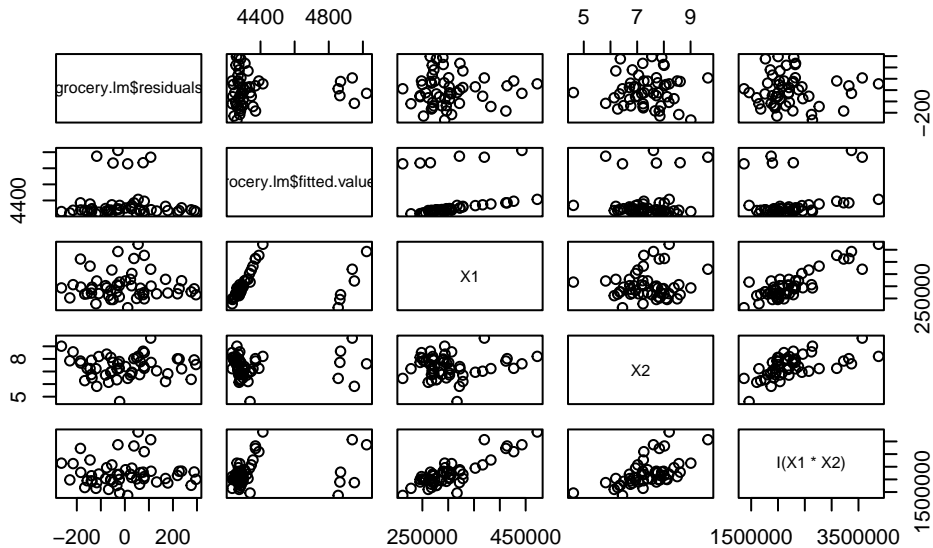 4400 4800 5 7 9
grocery.lm$residuals
−200
4400
rocery.lm$fitted.value
X1
250000
5 8
X2
I(X1 * X2)
1500000
−200 0 200 250000 450000 1500000 3500000